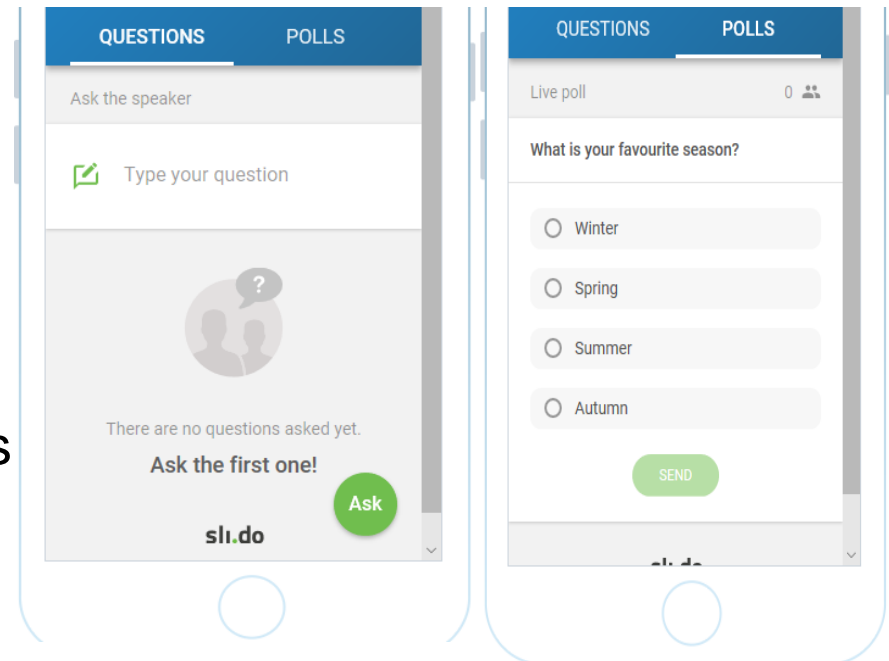 QUESTIONS POLLS
Ask the speaker
Type your question
?
There are no questions asked yet.
Ask the first one!
Ask
slı.do
s
QUESTIONS POLLS
Live poll 0
What is your favourite season?
Winter
Spring
Summer
Autumn
SEND